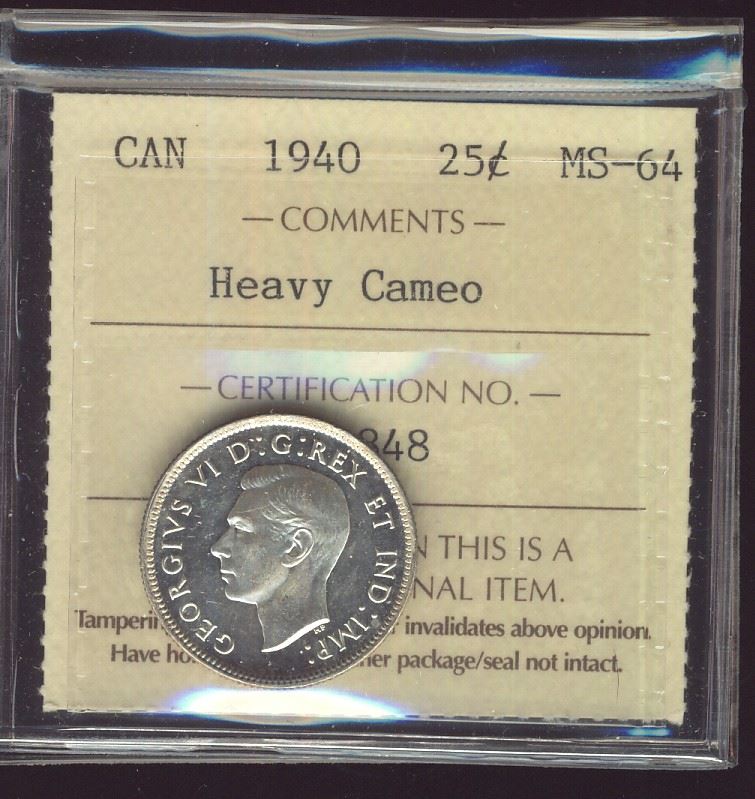 CAN 1940 25¢ MS-64
— COMMENTS —
Heavy Cameo
— CERTIFICATION NO. —
848
N THIS IS A
NAL ITEM.
invalidates above opinion.
Have package/seal not intact.
GEORGIVS VI D:G:REX ET IND:IMP: